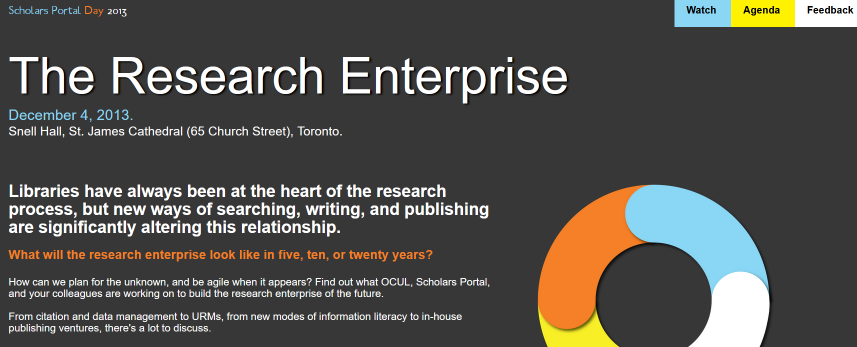 Scholars Portal Day 2013
Watch Agenda Feedback
The Research Enterprise
December 4, 2013.
Snell Hall, St. James Cathedral (65 Church Street), Toronto.
Libraries have always been at the heart of the research
process, but new ways of searching, writing, and publishing
are significantly altering this relationship.
What will the research enterprise look like in five, ten, or twenty years?
How can we plan for the unknown, and be agile when it appears? Find out what OCUL, Scholars Portal,
and your colleagues are working on to build the research enterprise of the future.
From citation and data management to URMs, from new modes of information literacy to in-house
publishing ventures, there's a lot to discuss.